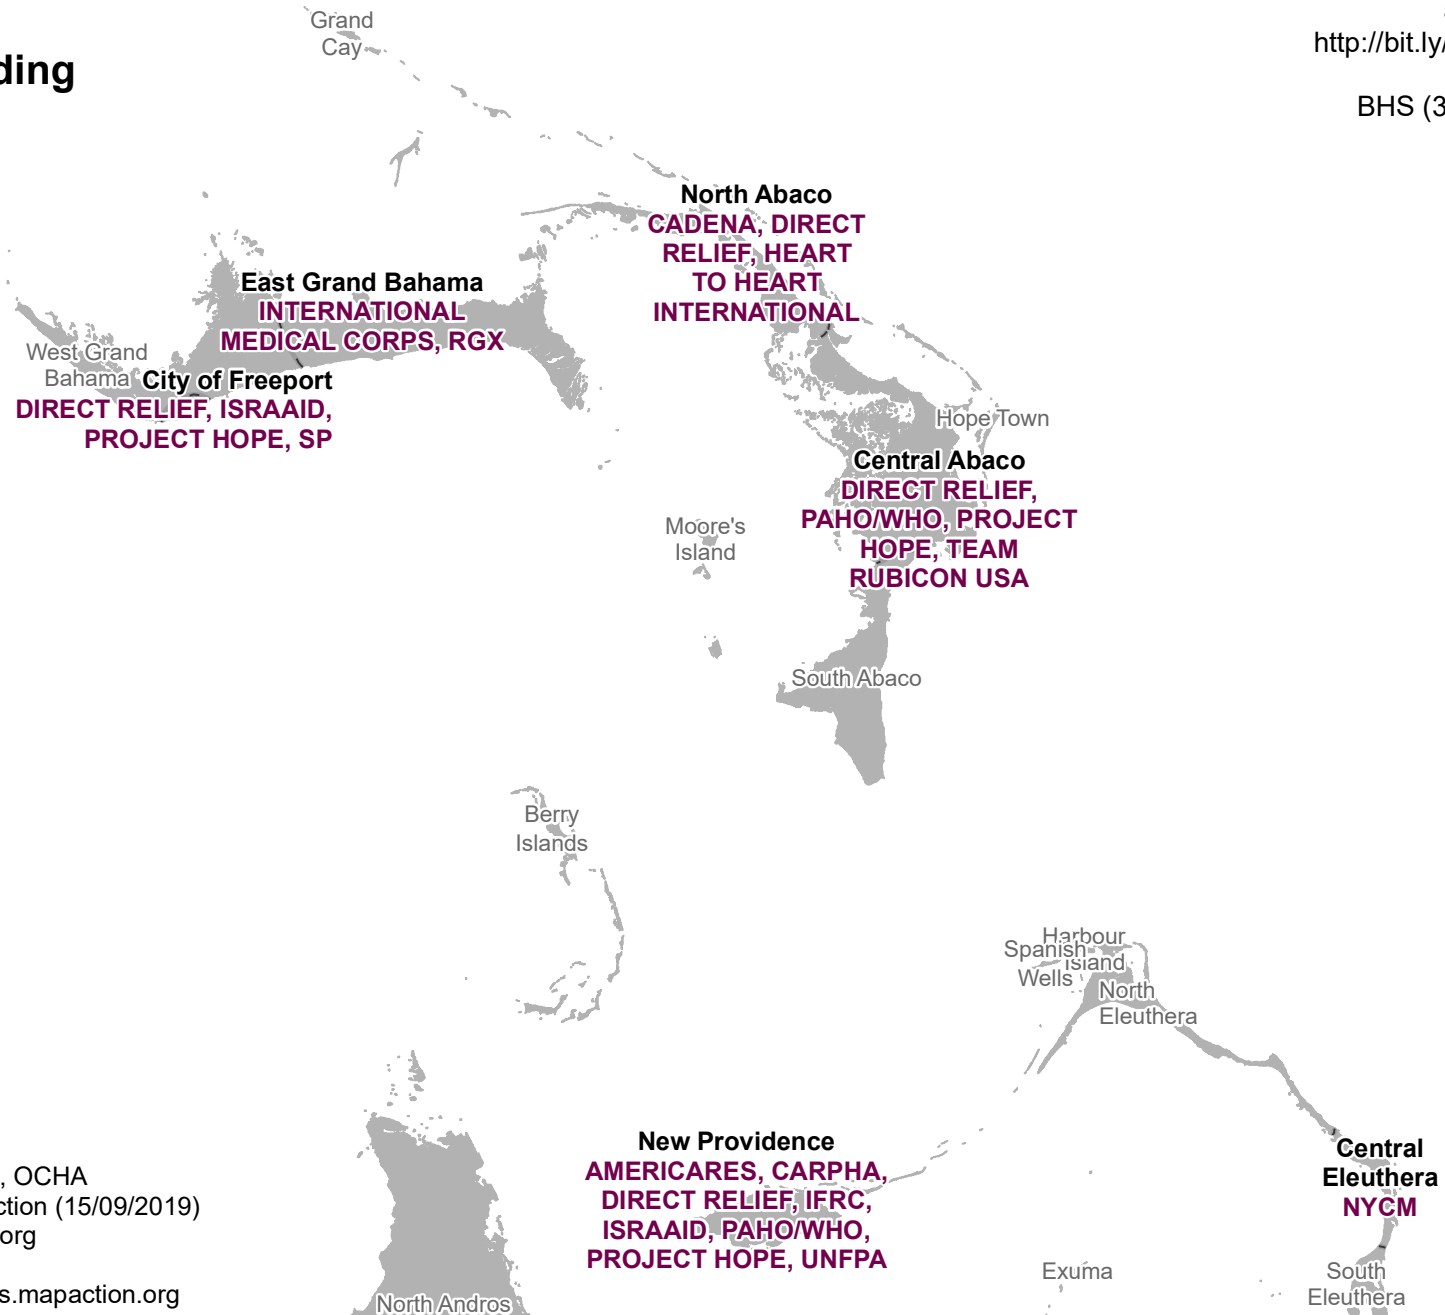 Grand
Cay
ding
http://bit.ly/
BHS (3
North Abaco
CADENA, DIRECT
RELIEF, HEART
TO HEART
INTERNATIONAL
East Grand Bahama
INTERNATIONAL
MEDICAL CORPS, RGX
West Grand
Bahama
City of Freeport
DIRECT RELIEF, ISRAAID,
PROJECT HOPE, SP
Hope Town
Central Abaco
DIRECT RELIEF,
PAHO/WHO, PROJECT
HOPE, TEAM
RUBICON USA
Moore's
Island
South Abaco
Berry
Islands
Harbour
Island
Spanish
Wells
North
Eleuthera
New Providence
AMERICARES, CARPHA,
DIRECT RELIEF, IFRC,
ISRAAID, PAHO/WHO,
PROJECT HOPE, UNFPA
Central
Eleuthera
NYCM
, OCHA
ction (15/09/2019)
org
s.mapaction.org
North Andros
Exuma
South
Eleuthera